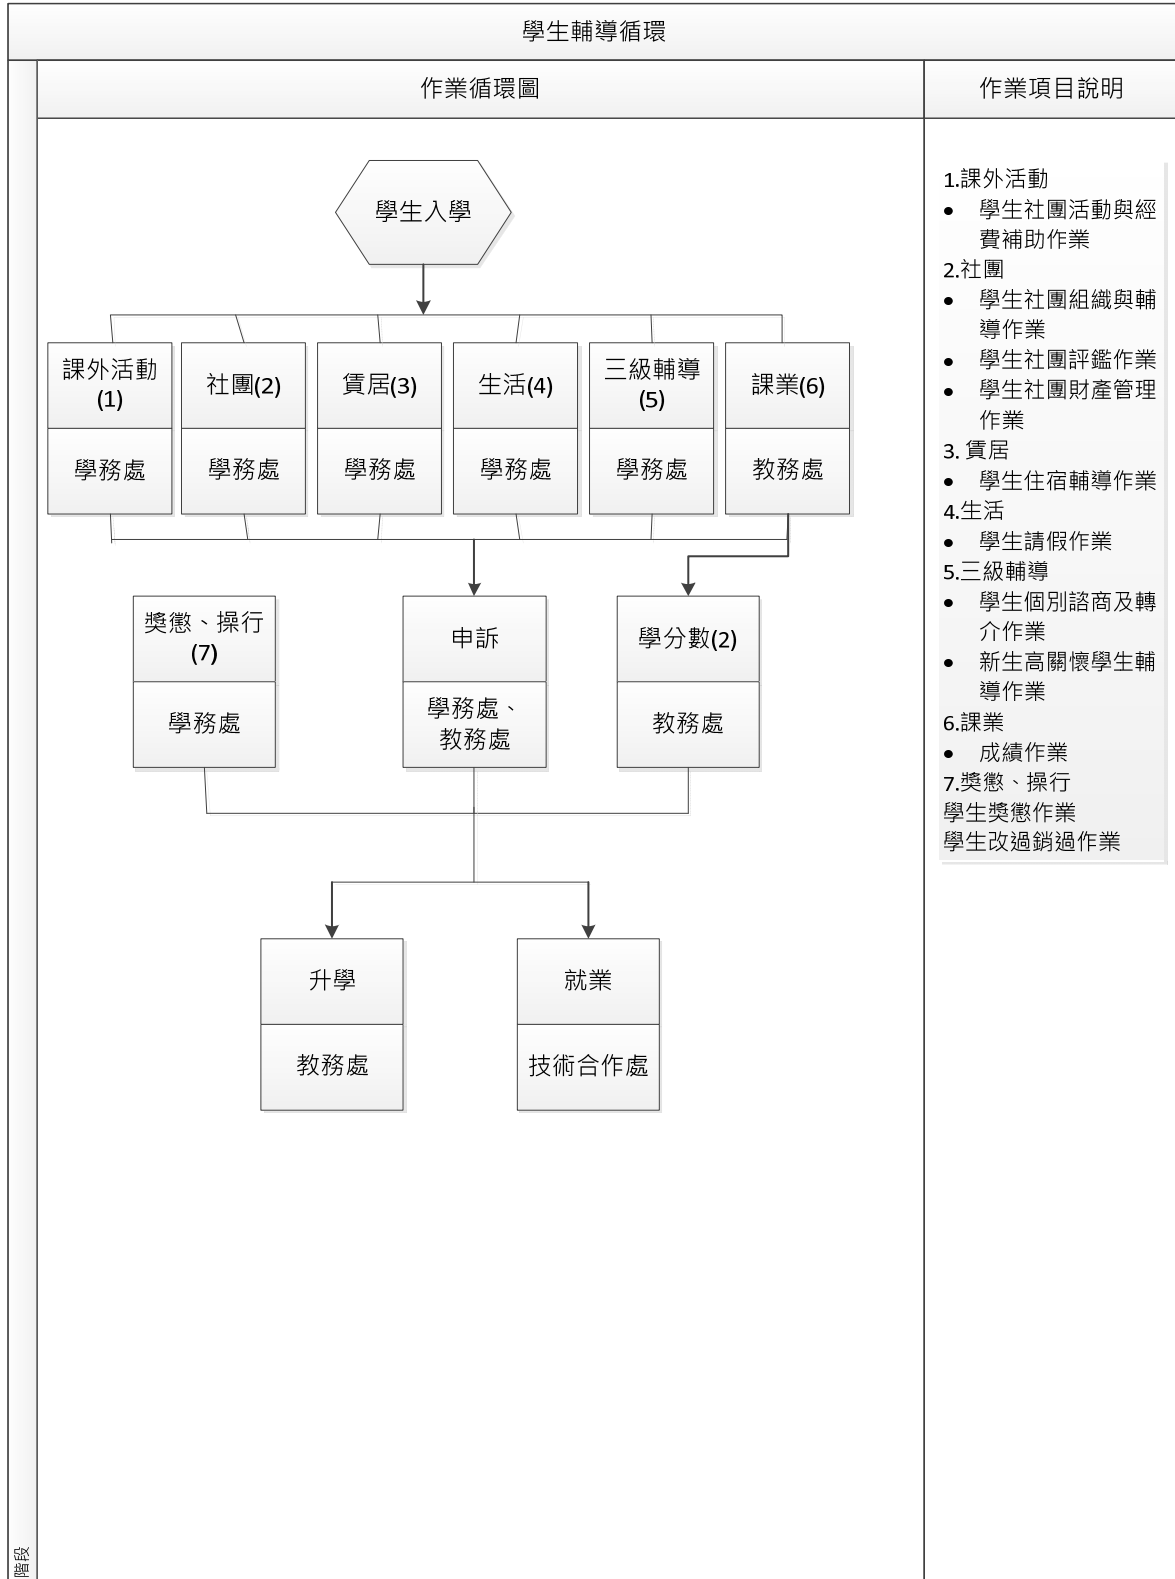 學生輔導循環
作業循環圖
作業項目說明
學生入學
課外活動
(1)
學務處
社團(2)
學務處
賃居(3)
學務處
生活(4)
學務處
三級輔導
(5)
學務處
課業(6)
教務處
獎懲、操行
(7)
學務處
申訴
學務處、
教務處
學分數(2)
教務處
升學
教務處
就業
技術合作處
1.課外活動
• 學生社團活動與經
費補助作業
2.社團
• 學生社團組織與輔
導作業
• 學生社團評鑑作業
• 學生社團財產管理
作業
3. 賃居
• 學生住宿輔導作業
4.生活
• 學生請假作業
5.三級輔導
• 學生個別諮商及轉
介作業
• 新生高關懷學生輔
導作業
6.課業
• 成績作業
7.獎懲、操行
學生獎懲作業
學生改過銷過作業
階段